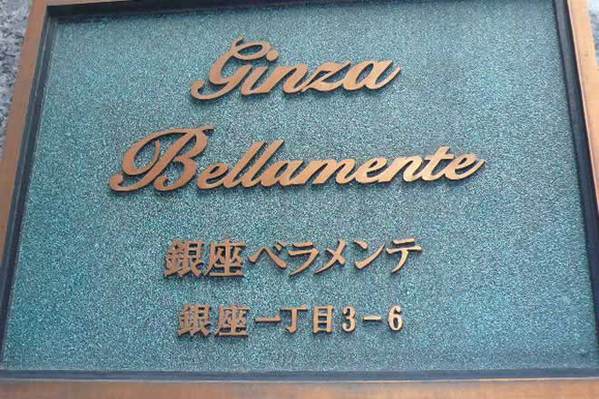 Ginza
Bellamente
銀座ベラメンテ
銀座一丁目3-6